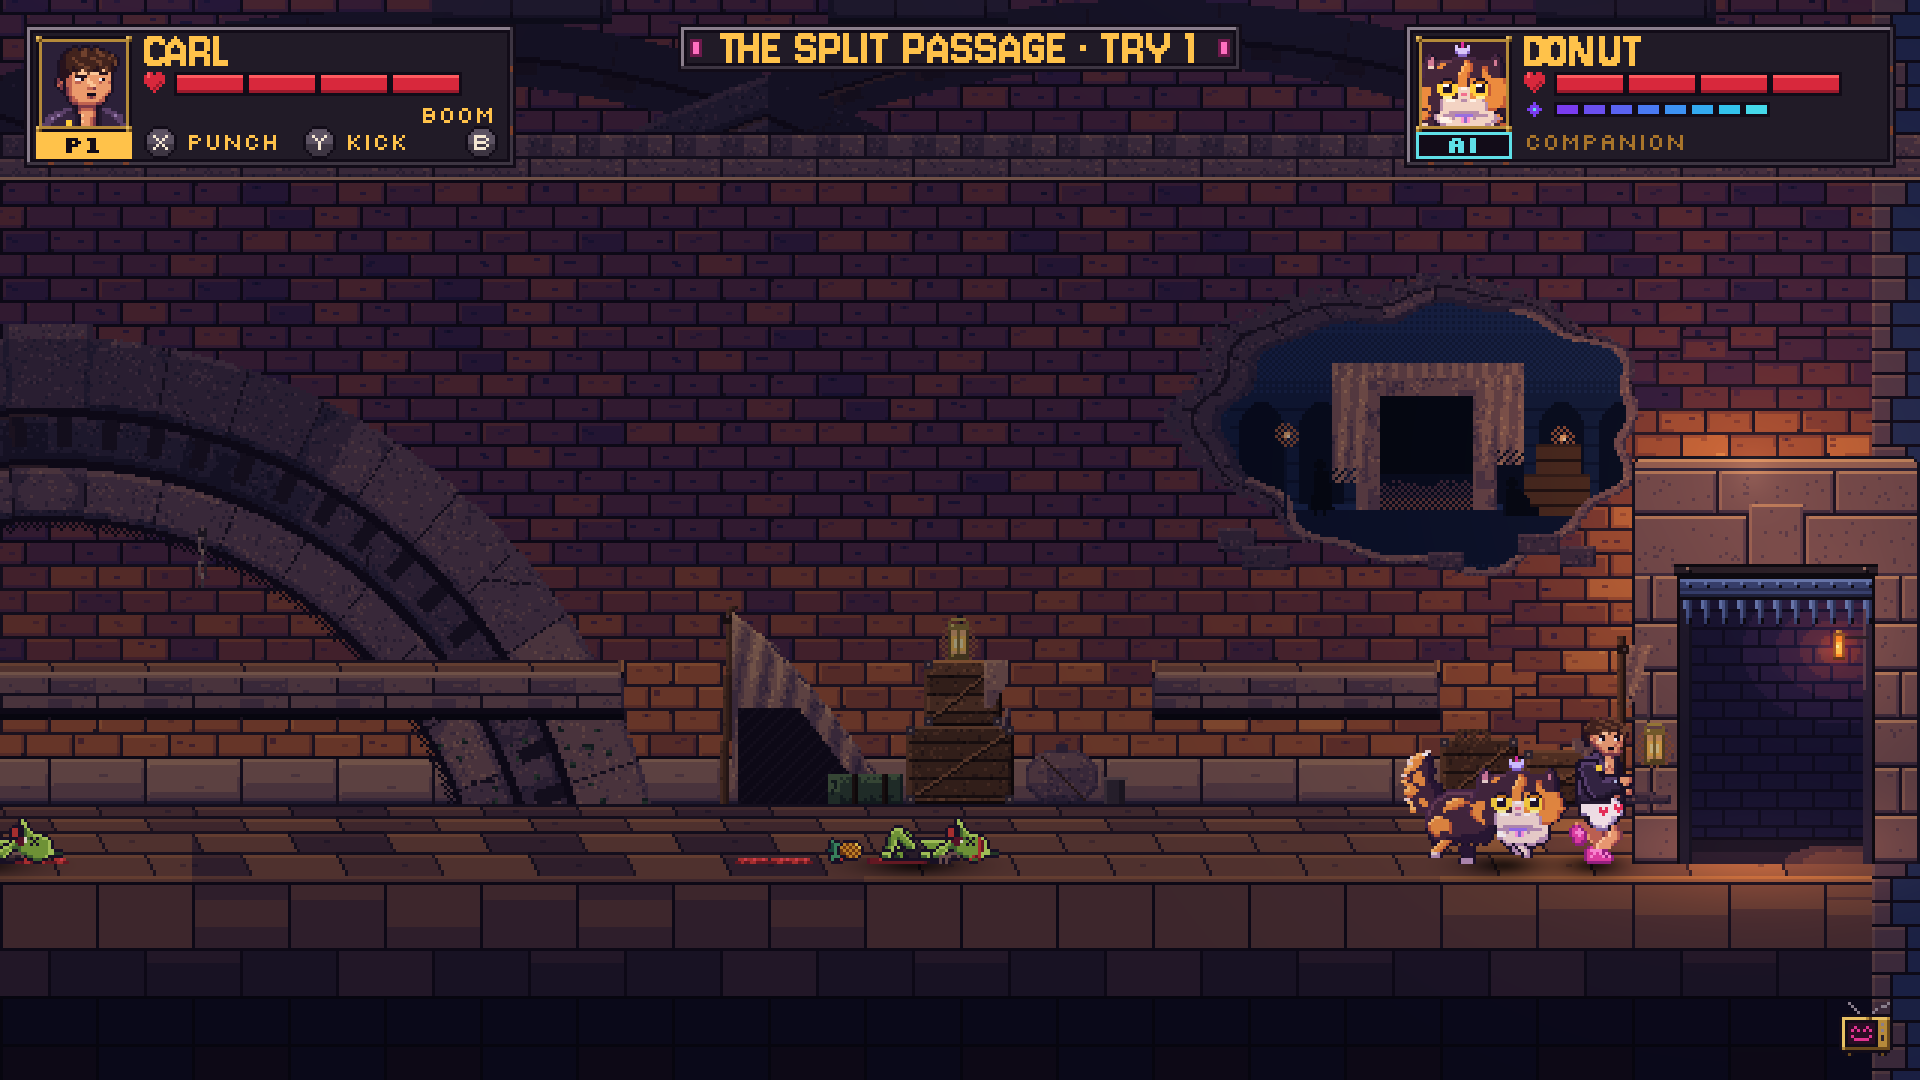 CARL
BOOM
P1
X PUNCH Y KICK B
THE SPLIT PASSAGE · TRY 1
DONUT
AI
COMPANION